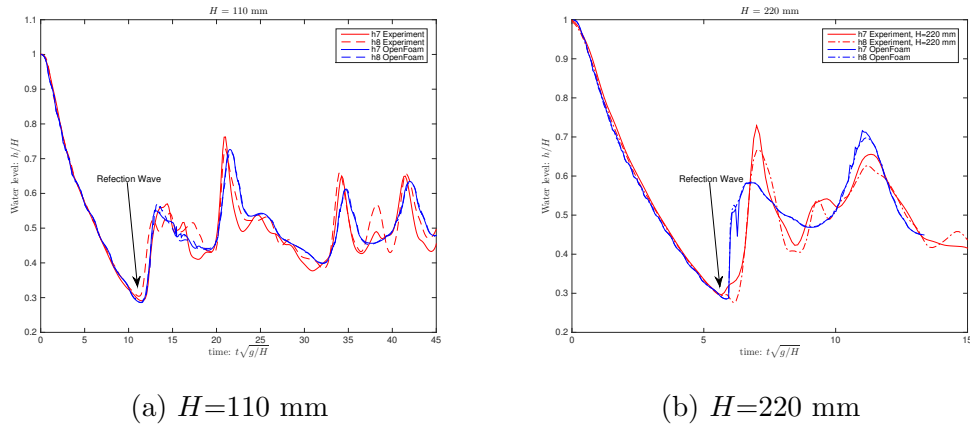 H = 110 mm
1.1
1
0.9
0.8
0.7
0.6
0.5
0.4
0.3
0.2
Water level: h/H
h7 Experiment
h8 Experiment
h7 OpenFoam
h8 OpenFoam
Refection Wave
0 5 10 15 20 25 30 35 40 45
time: t√g/H
(a) H=110 mm
H = 220 mm
1
0.9
0.8
0.7
0.6
0.5
0.4
0.3
0.2
Water level: h/H
h7 Experiment, H=220 mm
h8 Experiment, H=220 mm
h7 OpenFoam
h8 OpenFoam
Refection Wave
0 5 10 15
time: t√g/H
(b) H=220 mm